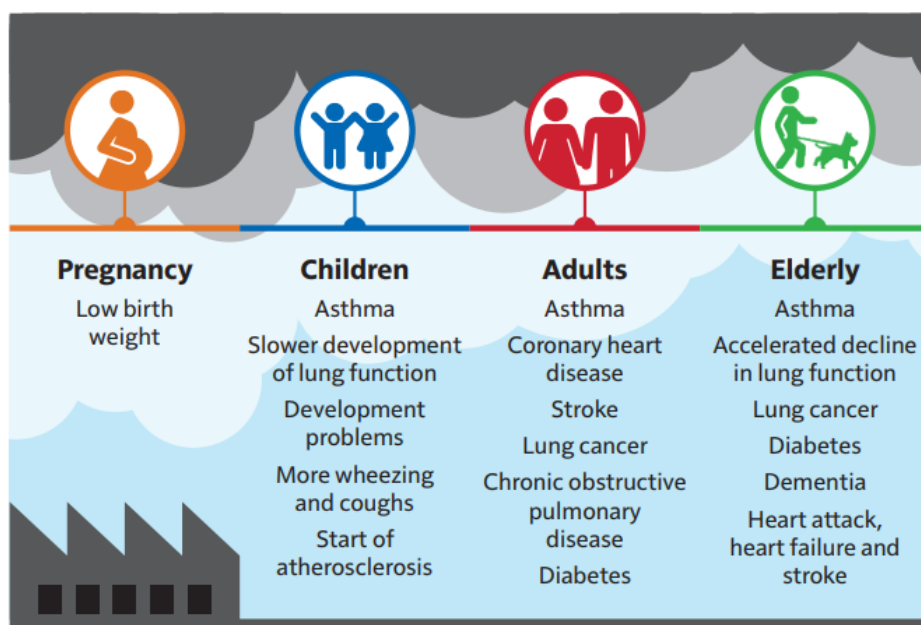 Pregnancy
Low birth
weight
Children
Asthma
Slower development
of lung function
Development
problems
More wheezing
and coughs
Start of
atherosclerosis
Adults
Asthma
Coronary heart
disease
Stroke
Lung cancer
Chronic obstructive
pulmonary
disease
Diabetes
Elderly
Asthma
Accelerated decline
in lung function
Lung cancer
Diabetes
Dementia
Heart attack,
heart failure and
stroke